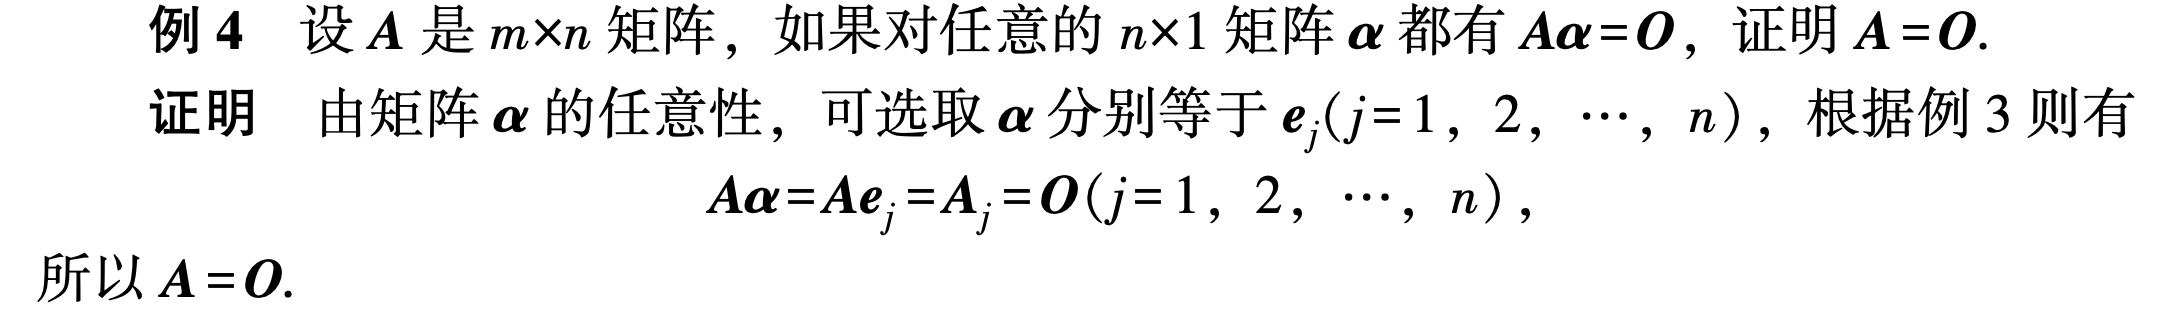 例 4 设 A 是 m×n 矩阵，如果对任意的 n×1 矩阵 α 都有 Aα=O，证明 A=O.
证明 由矩阵 α 的任意性，可选取 α 分别等于 e_j(j=1，2，⋯，n)，根据例 3 则有
Aα=Ae_j=A_j=O(j=1，2，⋯，n)，
所以 A=O.